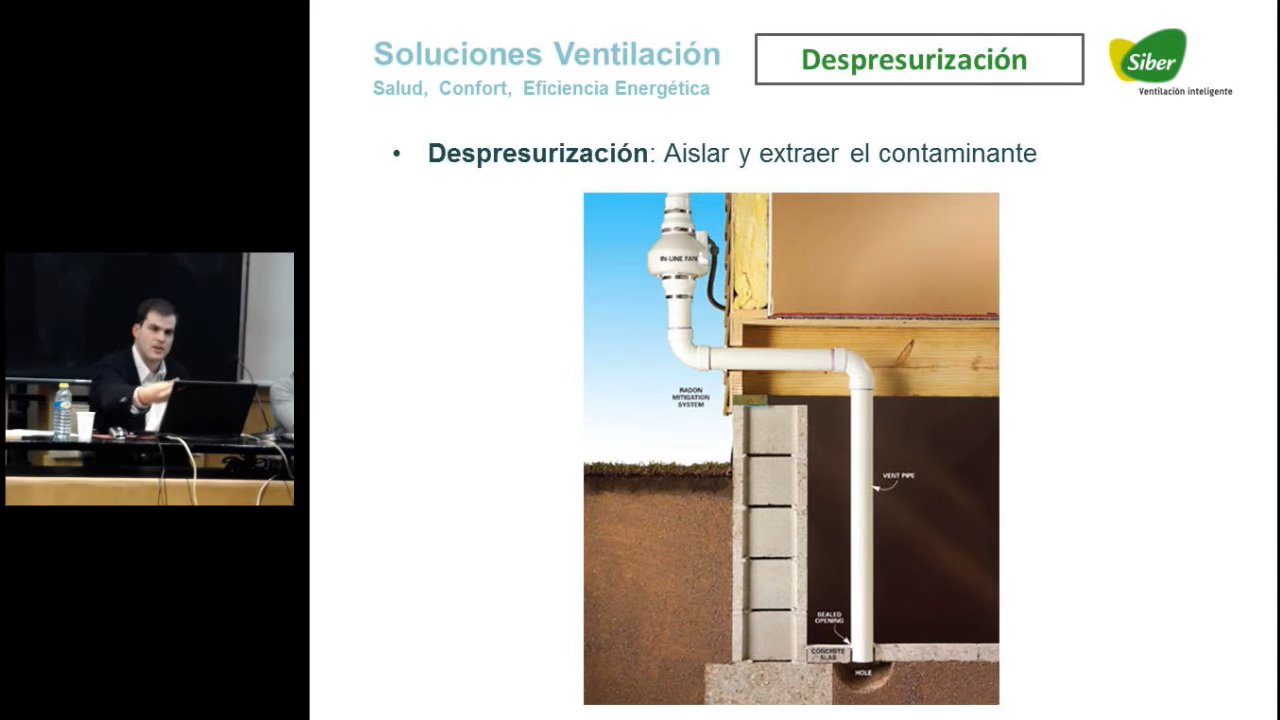 Soluciones Ventilación
Salud, Confort, Eficiencia Energética
Despresurización
Siber
Ventilación inteligente
• Despresurización: Aislar y extraer el contaminante
IN-LINE FAN
RADON
MITIGATION
SYSTEM
VENT PIPE
SEALED
OPENING
CONCRETE
SLAB
HOLE